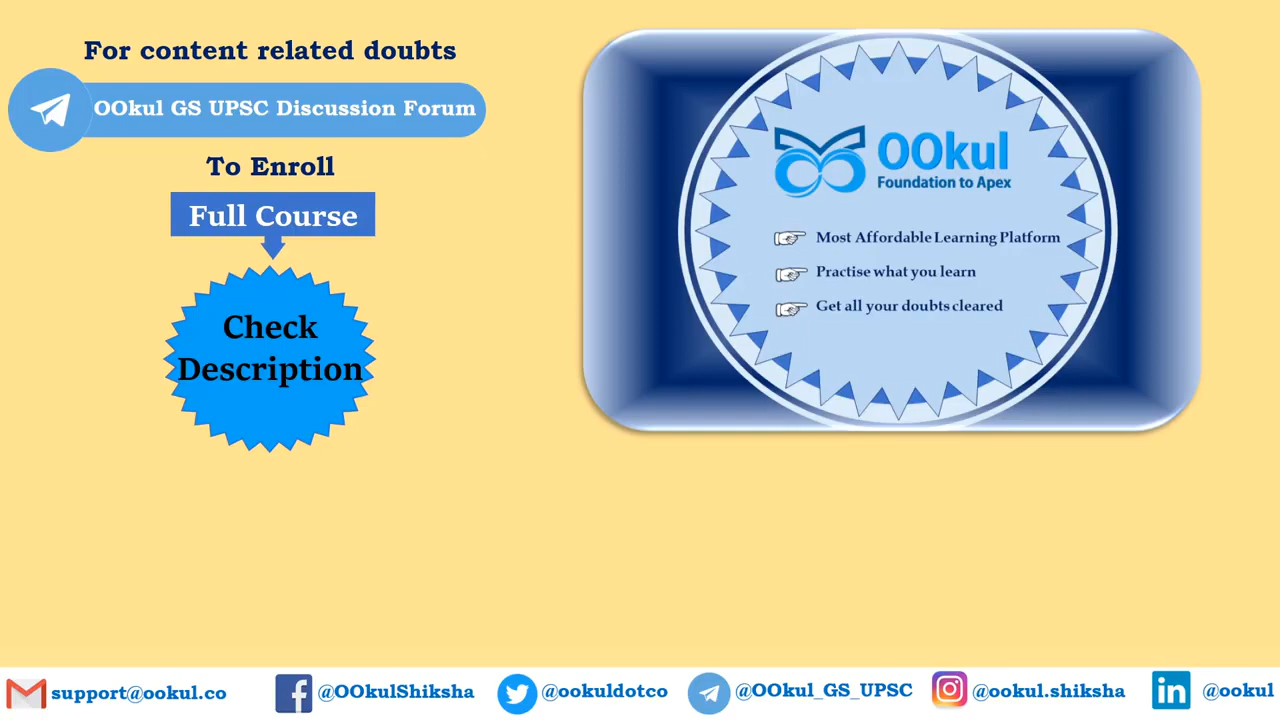 For content related doubts
OOkul GS UPSC Discussion Forum
To Enroll
Full Course
Check
Description
OOkul
Foundation to Apex
Most Affordable Learning Platform
Practise what you learn
Get all your doubts cleared
support@ookul.co
@OOkulShiksha
@ookuldotco
@OOkul_GS_UPSC
@ookul.shiksha
@ookul